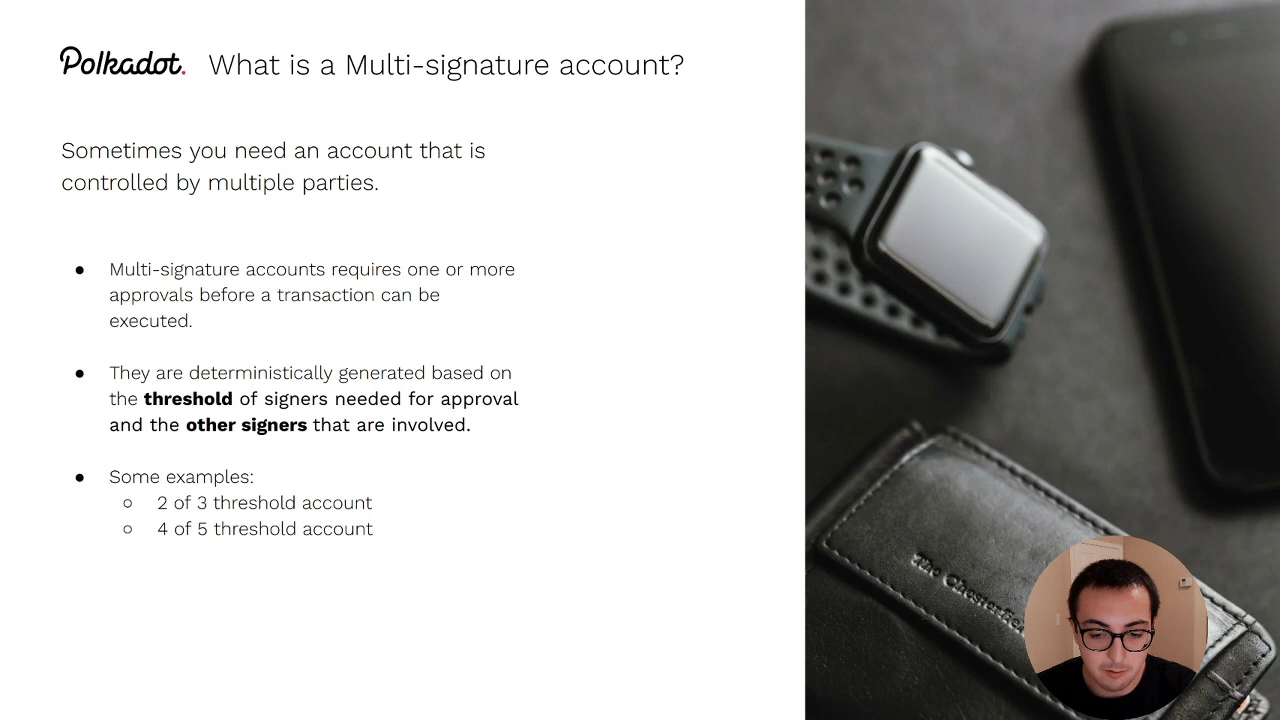 Polkadot. What is a Multi-signature account?
Sometimes you need an account that is
controlled by multiple parties.
● Multi-signature accounts requires one or more
approvals before a transaction can be
executed.
● They are deterministically generated based on
the threshold of signers needed for approval
and the other signers that are involved.
● Some examples:
○ 2 of 3 threshold account
○ 4 of 5 threshold account
The